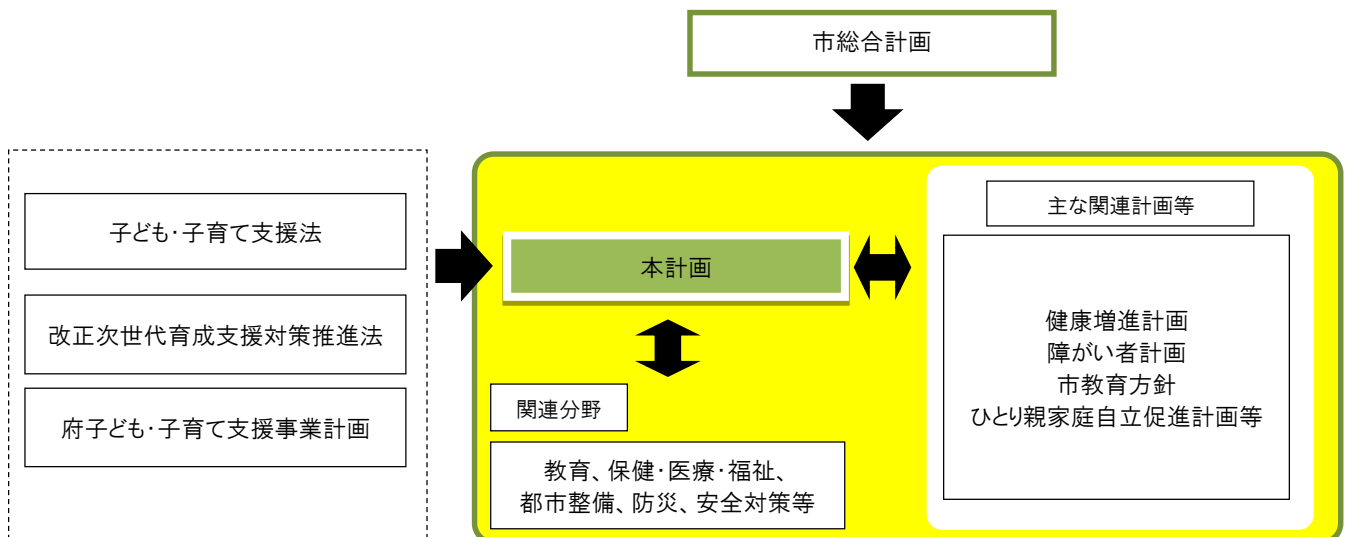 市総合計画
子ども・子育て支援法
改正次世代育成支援対策推進法
府子ども・子育て支援事業計画
本計画
関連分野
教育、保健・医療・福祉、
都市整備、防災、安全対策等
主な関連計画等
健康増進計画
障がい者計画
市教育方針
ひとり親家庭自立促進計画等